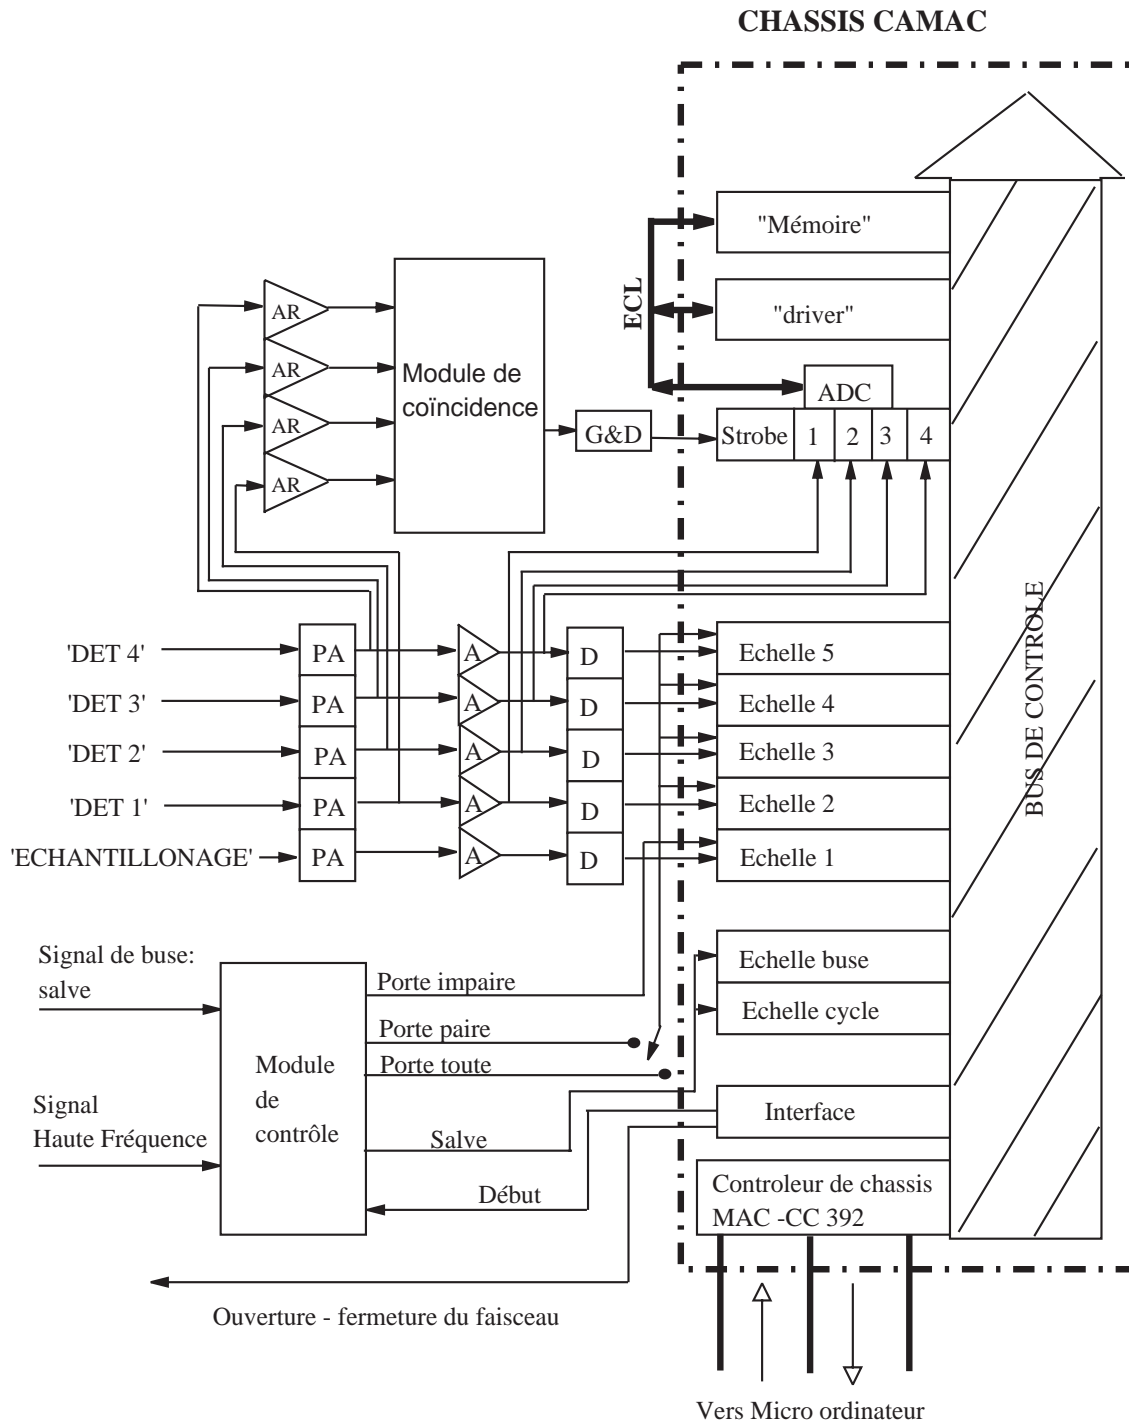 CHASSIS CAMAC
"Mémoire"
ECL
"driver"
AR
AR
AR
AR
Module de
coïncidence
G&D
ADC
Strobe 1 2 3 4
'DET 4' PA A D Echelle 5
'DET 3' PA A D Echelle 4
'DET 2' PA A D Echelle 3
'DET 1' PA A D Echelle 2
'ECHANTILLONAGE' PA A D Echelle 1
BUS DE CONTROLE
Signal de buse:
salve
Porte impaire
Porte paire
Porte toute
Echelle buse
Echelle cycle
Module
de
contrôle
Signal
Haute Fréquence
Salve
Début
Interface
Controleur de chassis
MAC -CC 392
Ouverture - fermeture du faisceau
Vers Micro ordinateur